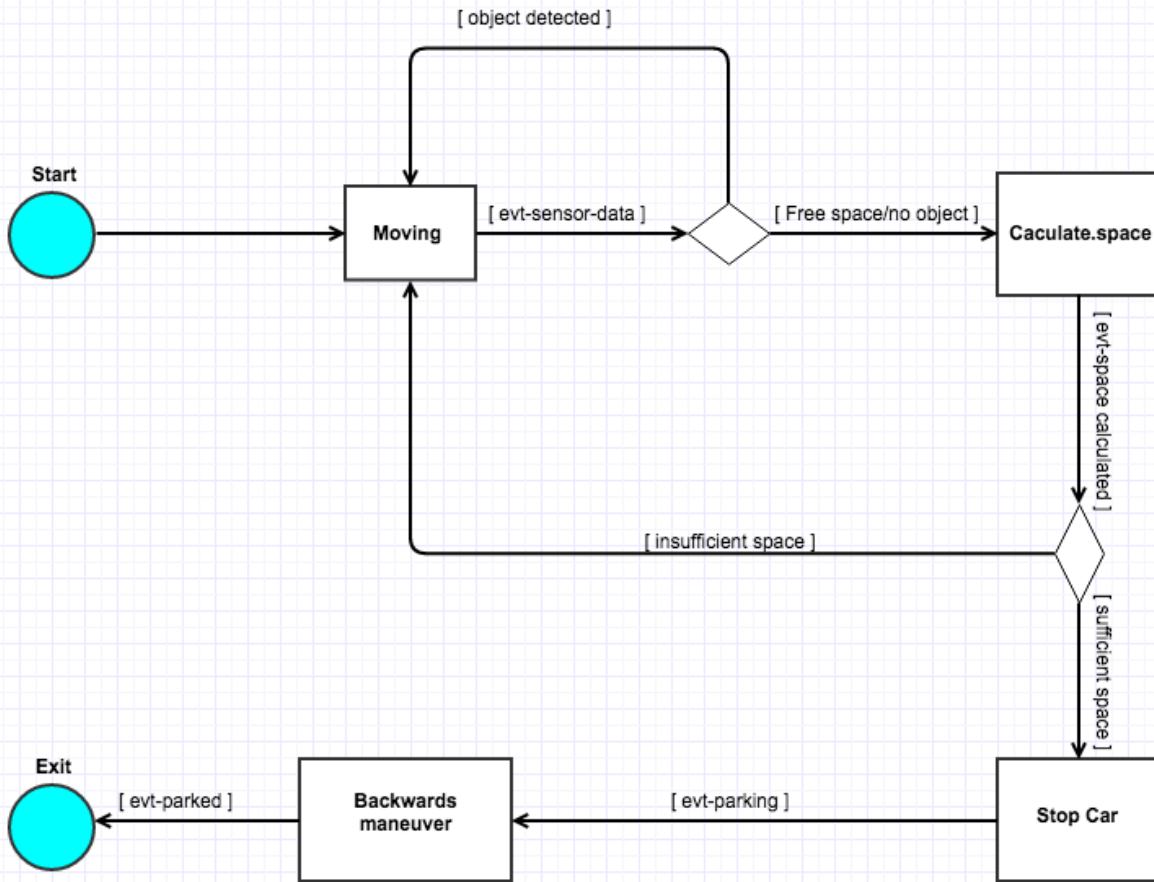 [ object detected ]
Start
Moving
[ evt-sensor-data ]
[ Free space/no object ]
Caculate.space
[ evt-space calculated ]
[ insufficient space ]
[ sufficient space ]
Exit
[ evt-parked ]
Backwards
maneuver
[ evt-parking ]
Stop Car